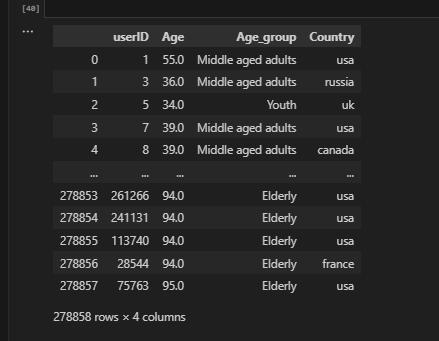 [40]
...
userID Age Age_group Country
0 1 55.0 Middle aged adults usa
1 3 36.0 Middle aged adults russia
2 5 34.0 Youth uk
3 7 39.0 Middle aged adults usa
4 8 39.0 Middle aged adults canada
... ... ... ... ...
278853 261266 94.0 Elderly usa
278854 241131 94.0 Elderly usa
278855 113740 94.0 Elderly usa
278856 28544 94.0 Elderly france
278857 75763 95.0 Elderly usa
278858 rows × 4 columns